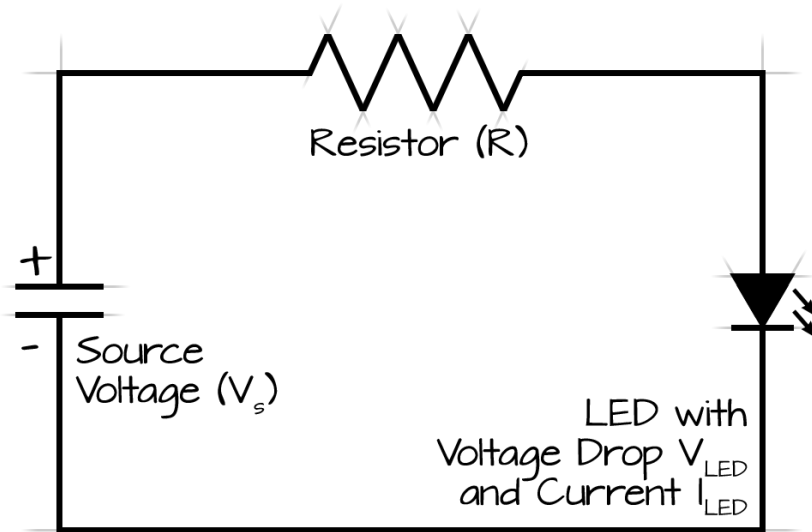 Resistor (R)
+
-
Source
Voltage (Vs)
LED with
Voltage Drop VLED
and Current ILED